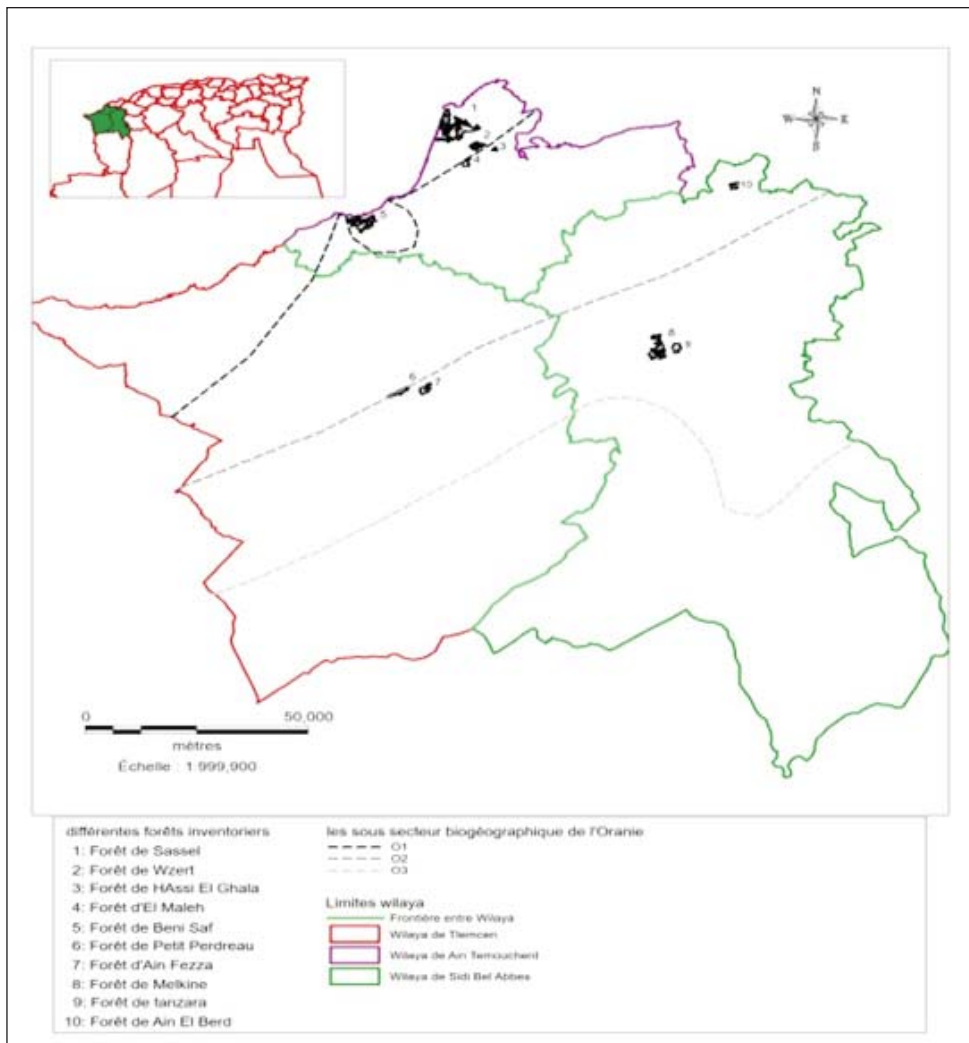 N
W E
S
1
2
3
4
5
10
8
9
6
7
0 50,000
mètres
Échelle : 1 999,900
différentes forêts inventoriers
1: Forêt de Sassel
2: Forêt de Wzert
3: Forêt de HAssi El Ghala
4: Forêt d'El Maleh
5: Forêt de Beni Saf
6: Forêt de Petit Perdreau
7: Forêt d'Ain Fezza
8: Forêt de Melkine
9: Forêt de tanzara
10: Forêt de Ain El Berd
les sous secteur biogéographique de l'Oranie
O1
O2
O3
Limites wilaya
Frontière entre Wilaya
Wilaya de Tlemcen
Wilaya de Ain Temouchent
Wilaya de Sidi Bel Abbes